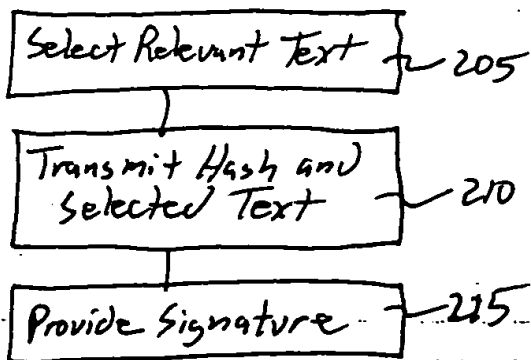 Select Relevant Text 205
Transmit Hash and
Selected Text 210
Provide Signature 215